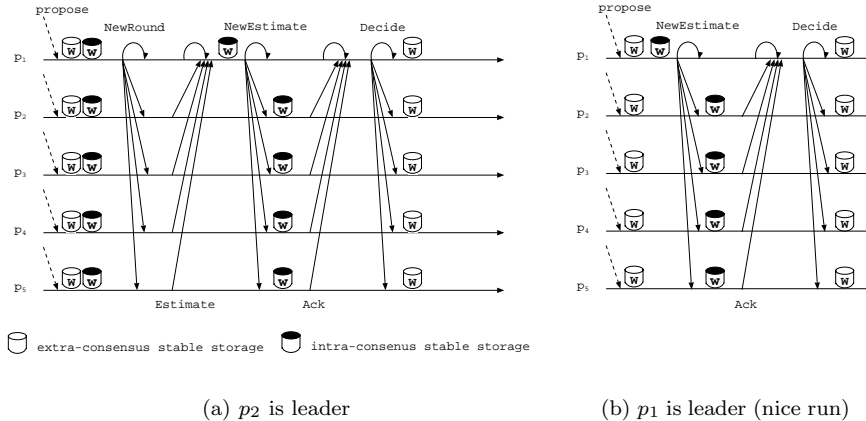 propose
NewRound
NewEstimate
Decide
W W W W
p₁
W W W
p₂
W W W
p₃
W W W
p₄
W W W
p₅
Estimate
Ack
extra-consensus stable storage
intra-consenus stable storage
(a) p₂ is leader
propose
NewEstimate
Decide
W W W
p₁
W W W
p₂
W W W
p₃
W W W
p₄
W W W
p₅
Ack
(b) p₁ is leader (nice run)